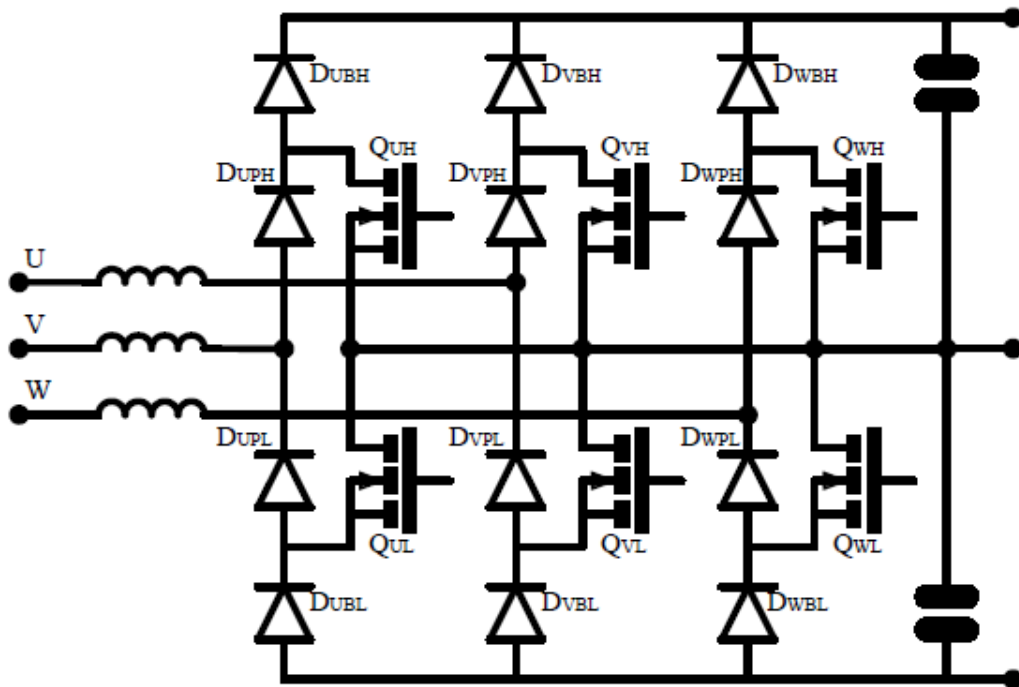 DUBH DVBH DWBH
QUH QVH QWH
DUPH DVPH DWPH
U
V
W
DUPL DVPL DWPL
QUL QVL QWL
DUBL DVBL DWBL